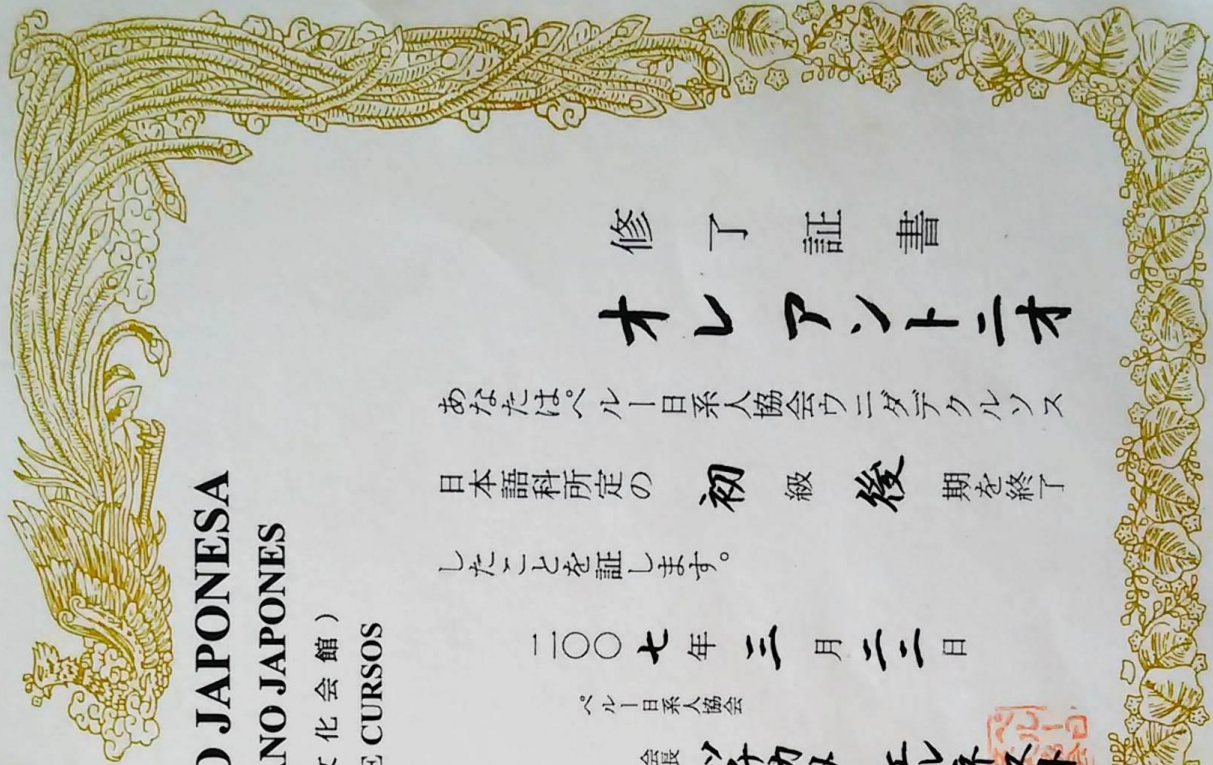 JAPONESA
JAPONES
化会館)
CURSOS
修了証書
オレ アントニオ
あなたはペルー日系人協会ウニダデクルソス
日本語科所定の初級後期を終了
したことを証します。
二〇〇七年三月二二日
ペルー日系人協会
会長